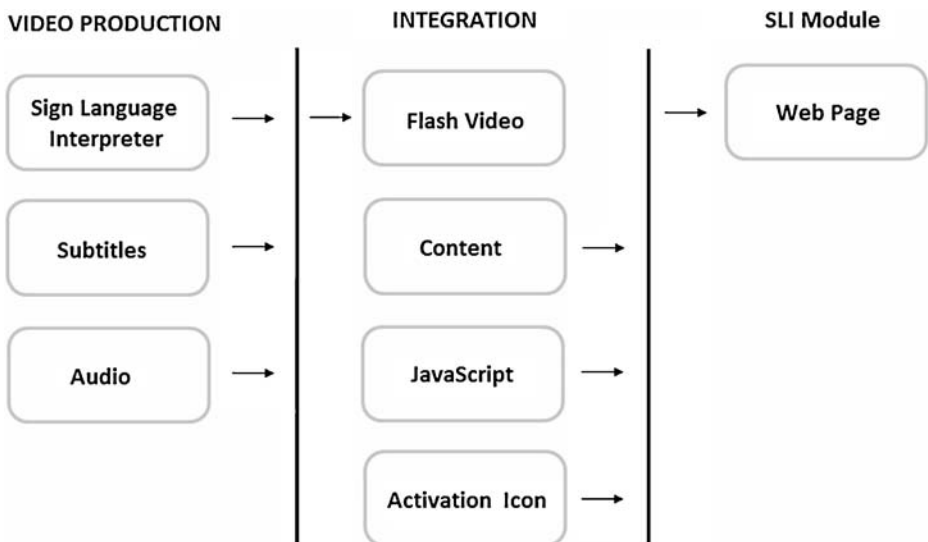 VIDEO PRODUCTION
Sign Language
Interpreter
Subtitles
Audio
INTEGRATION
Flash Video
Content
JavaScript
Activation Icon
SLI Module
Web Page